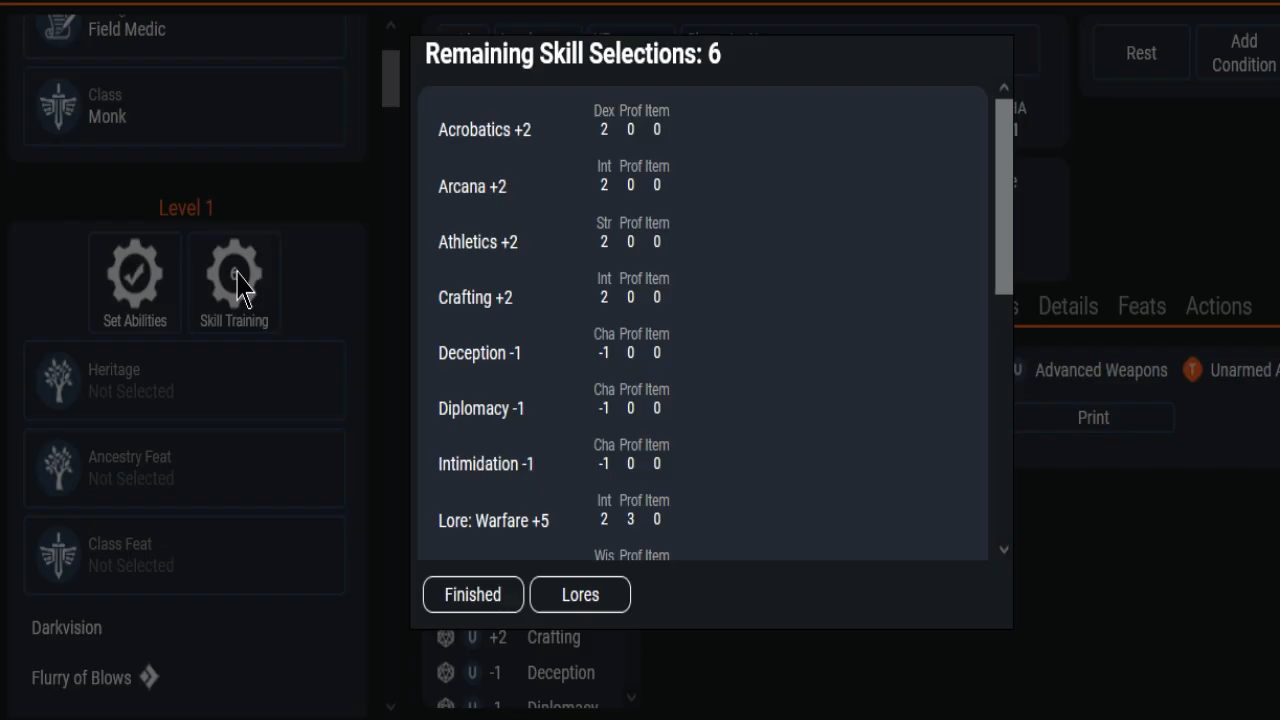 Field Medic
Class
Monk
Level 1
Set Abilities
Skill Training
Heritage
Not Selected
Ancestry Feat
Not Selected
Class Feat
Not Selected
Darkvision
Flurry of Blows
Remaining Skill Selections: 6
Dex Prof Item
Acrobatics +2 2 0 0
Int Prof Item
Arcana +2 2 0 0
Str Prof Item
Athletics +2 2 0 0
Int Prof Item
Crafting +2 2 0 0
Cha Prof Item
Deception -1 -1 0 0
Cha Prof Item
Diplomacy -1 -1 0 0
Cha Prof Item
Intimidation -1 -1 0 0
Int Prof Item
Lore: Warfare +5 2 3 0
Wis Prof Item
Finished
Lores
U +2 Crafting
U -1 Deception
-1 Diplomacy
Rest
Add
Condition
Details
Feats
Actions
U Advanced Weapons
T Unarmed
Print